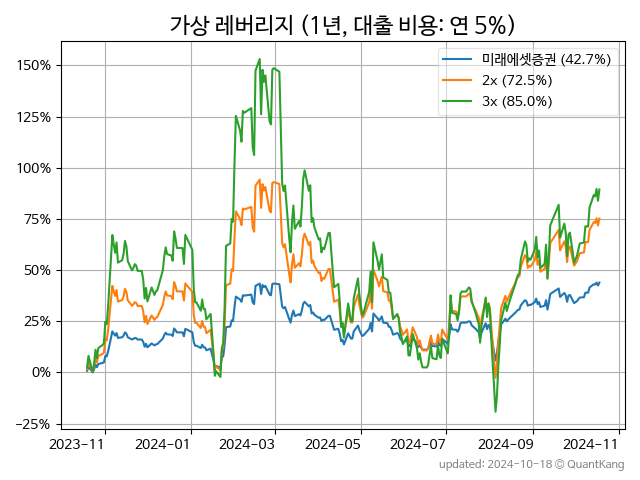 가상 레버리지 (1년, 대출 비용: 연 5%)
미래에셋증권 (42.7%)
2x (72.5%)
3x (85.0%)
150%
125%
100%
75%
50%
25%
0%
−25%
2023-11 2024-01 2024-03 2024-05 2024-07 2024-09 2024-11
updated: 2024-10-18 © QuantKang